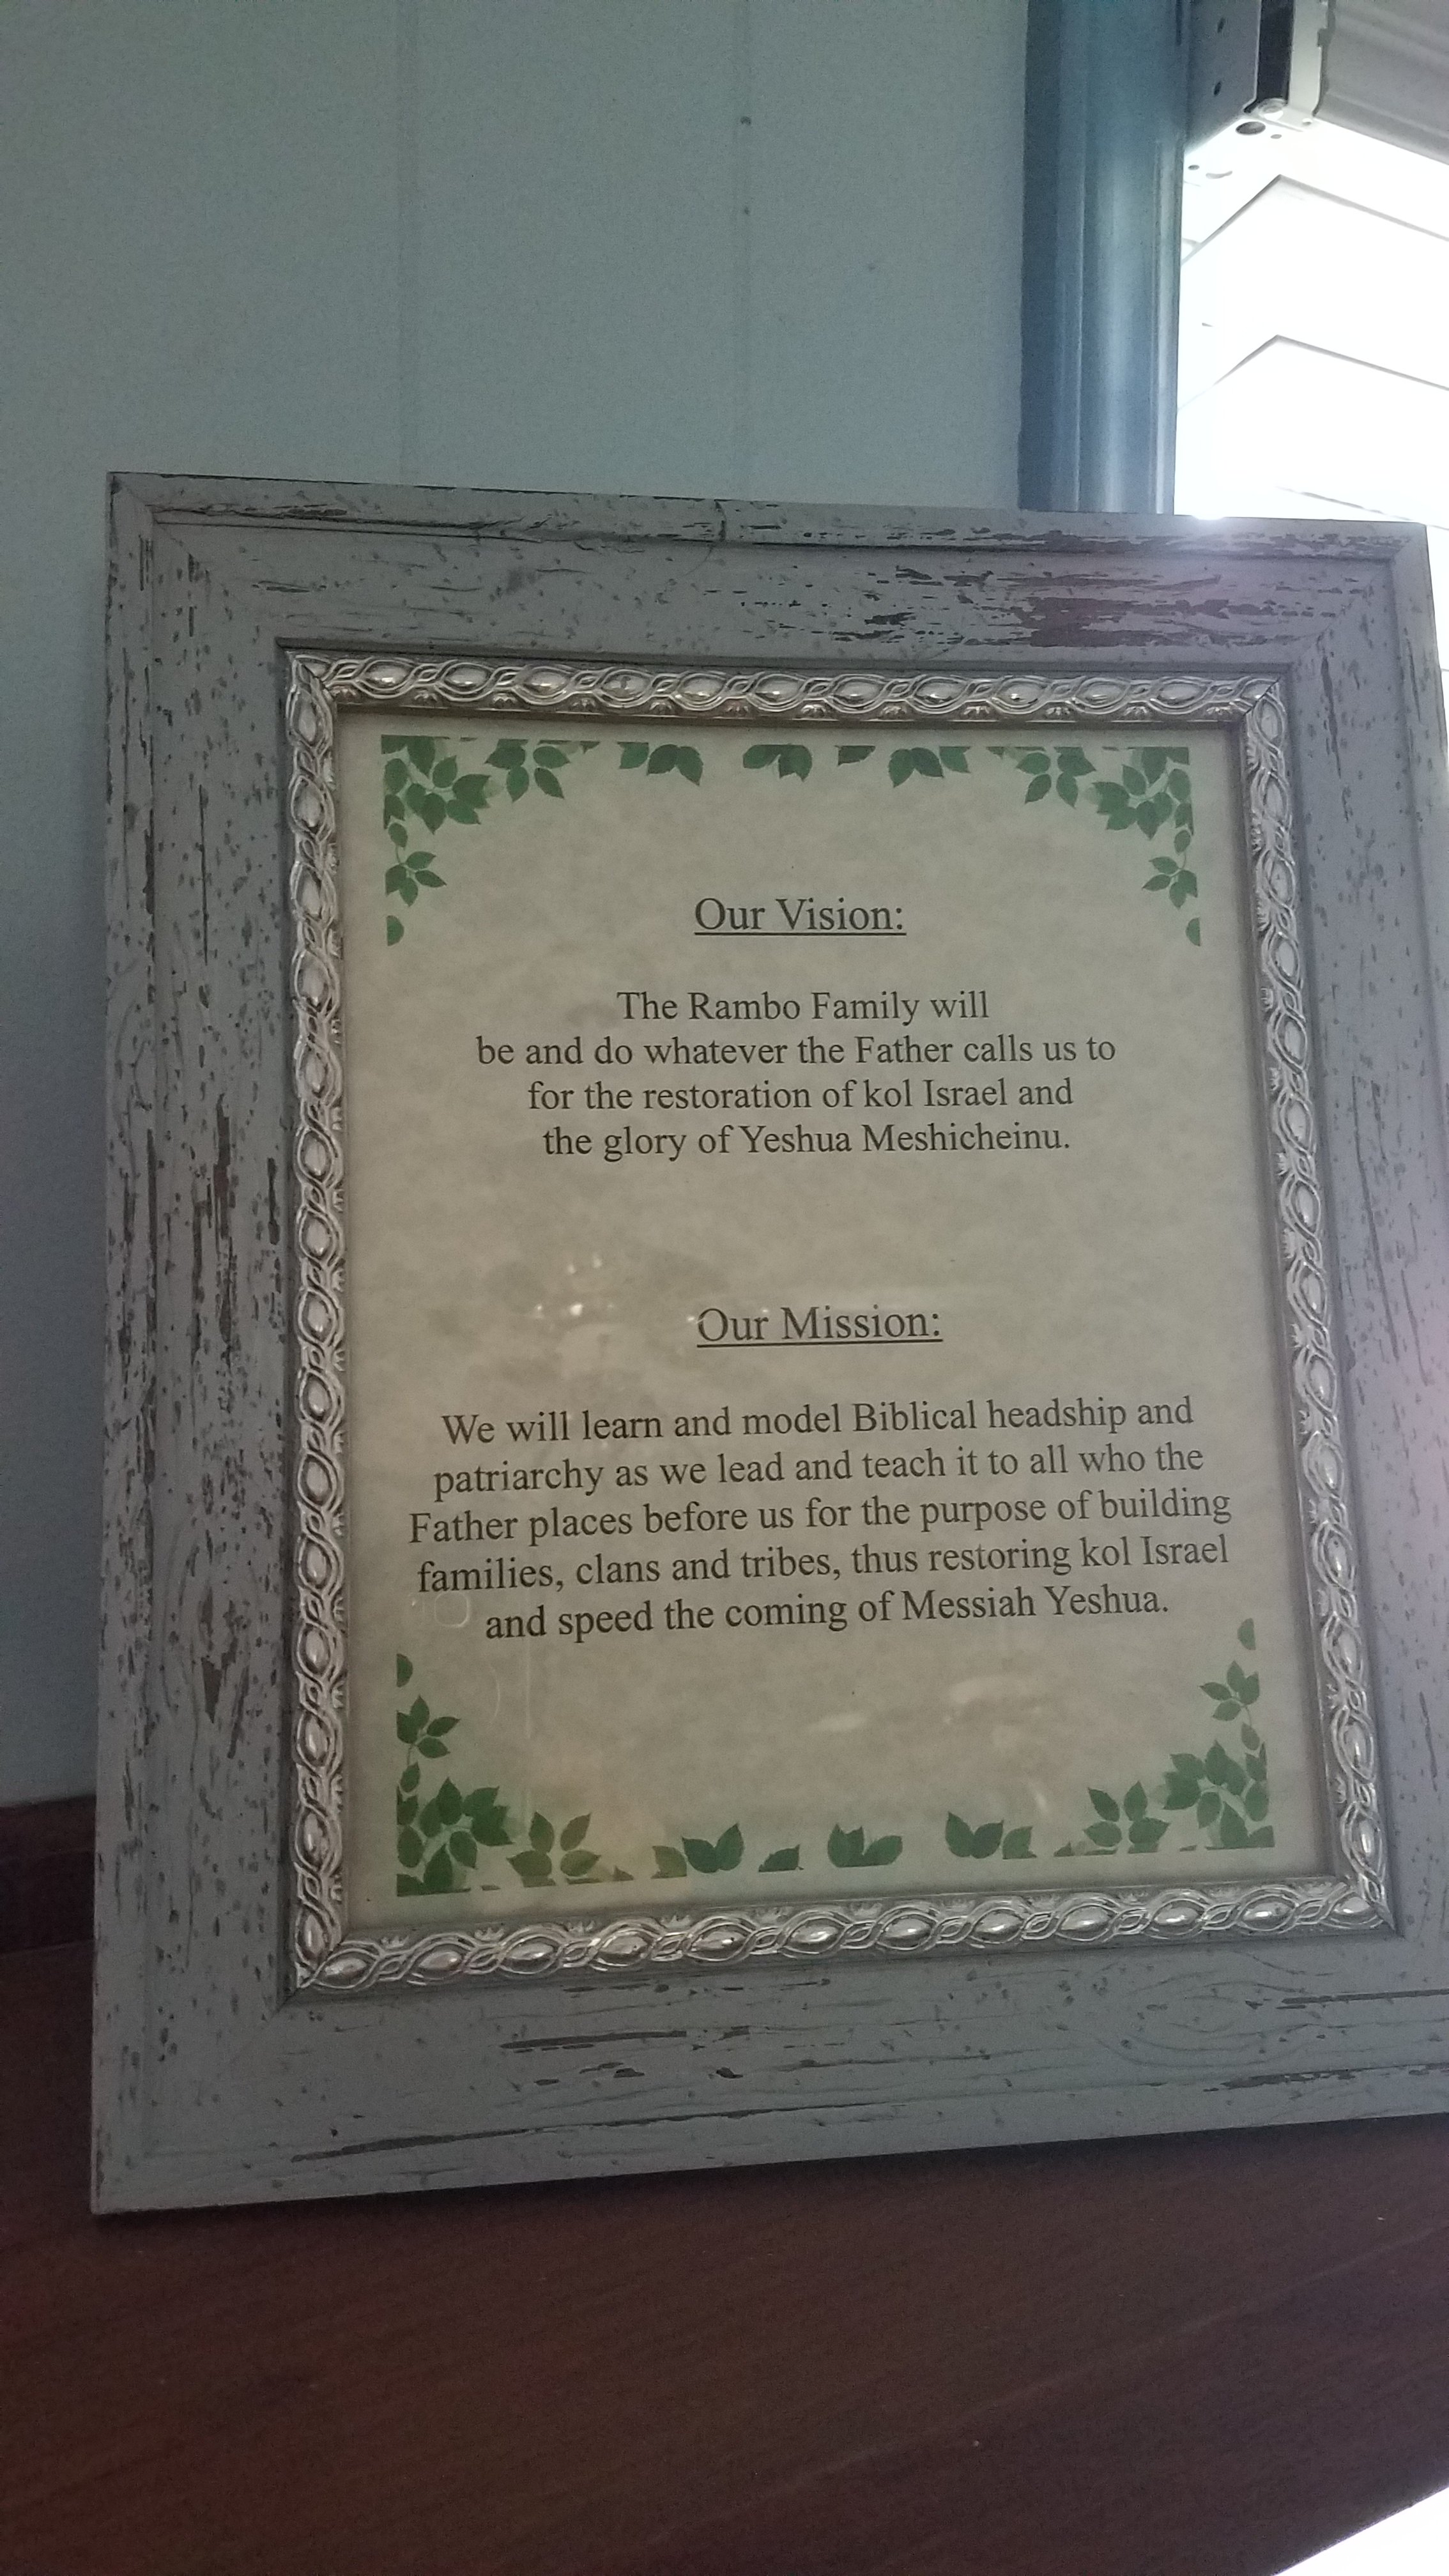 Our Vision:
The Rambo Family will
be and do whatever the Father calls us to
for the restoration of kol Israel and
the glory of Yeshua Meshicheinu.
Our Mission:
We will learn and model Biblical headship and
patriarchy as we lead and teach it to all who the
Father places before us for the purpose of building
families, clans and tribes, thus restoring kol Israel
and speed the coming of Messiah Yeshua.